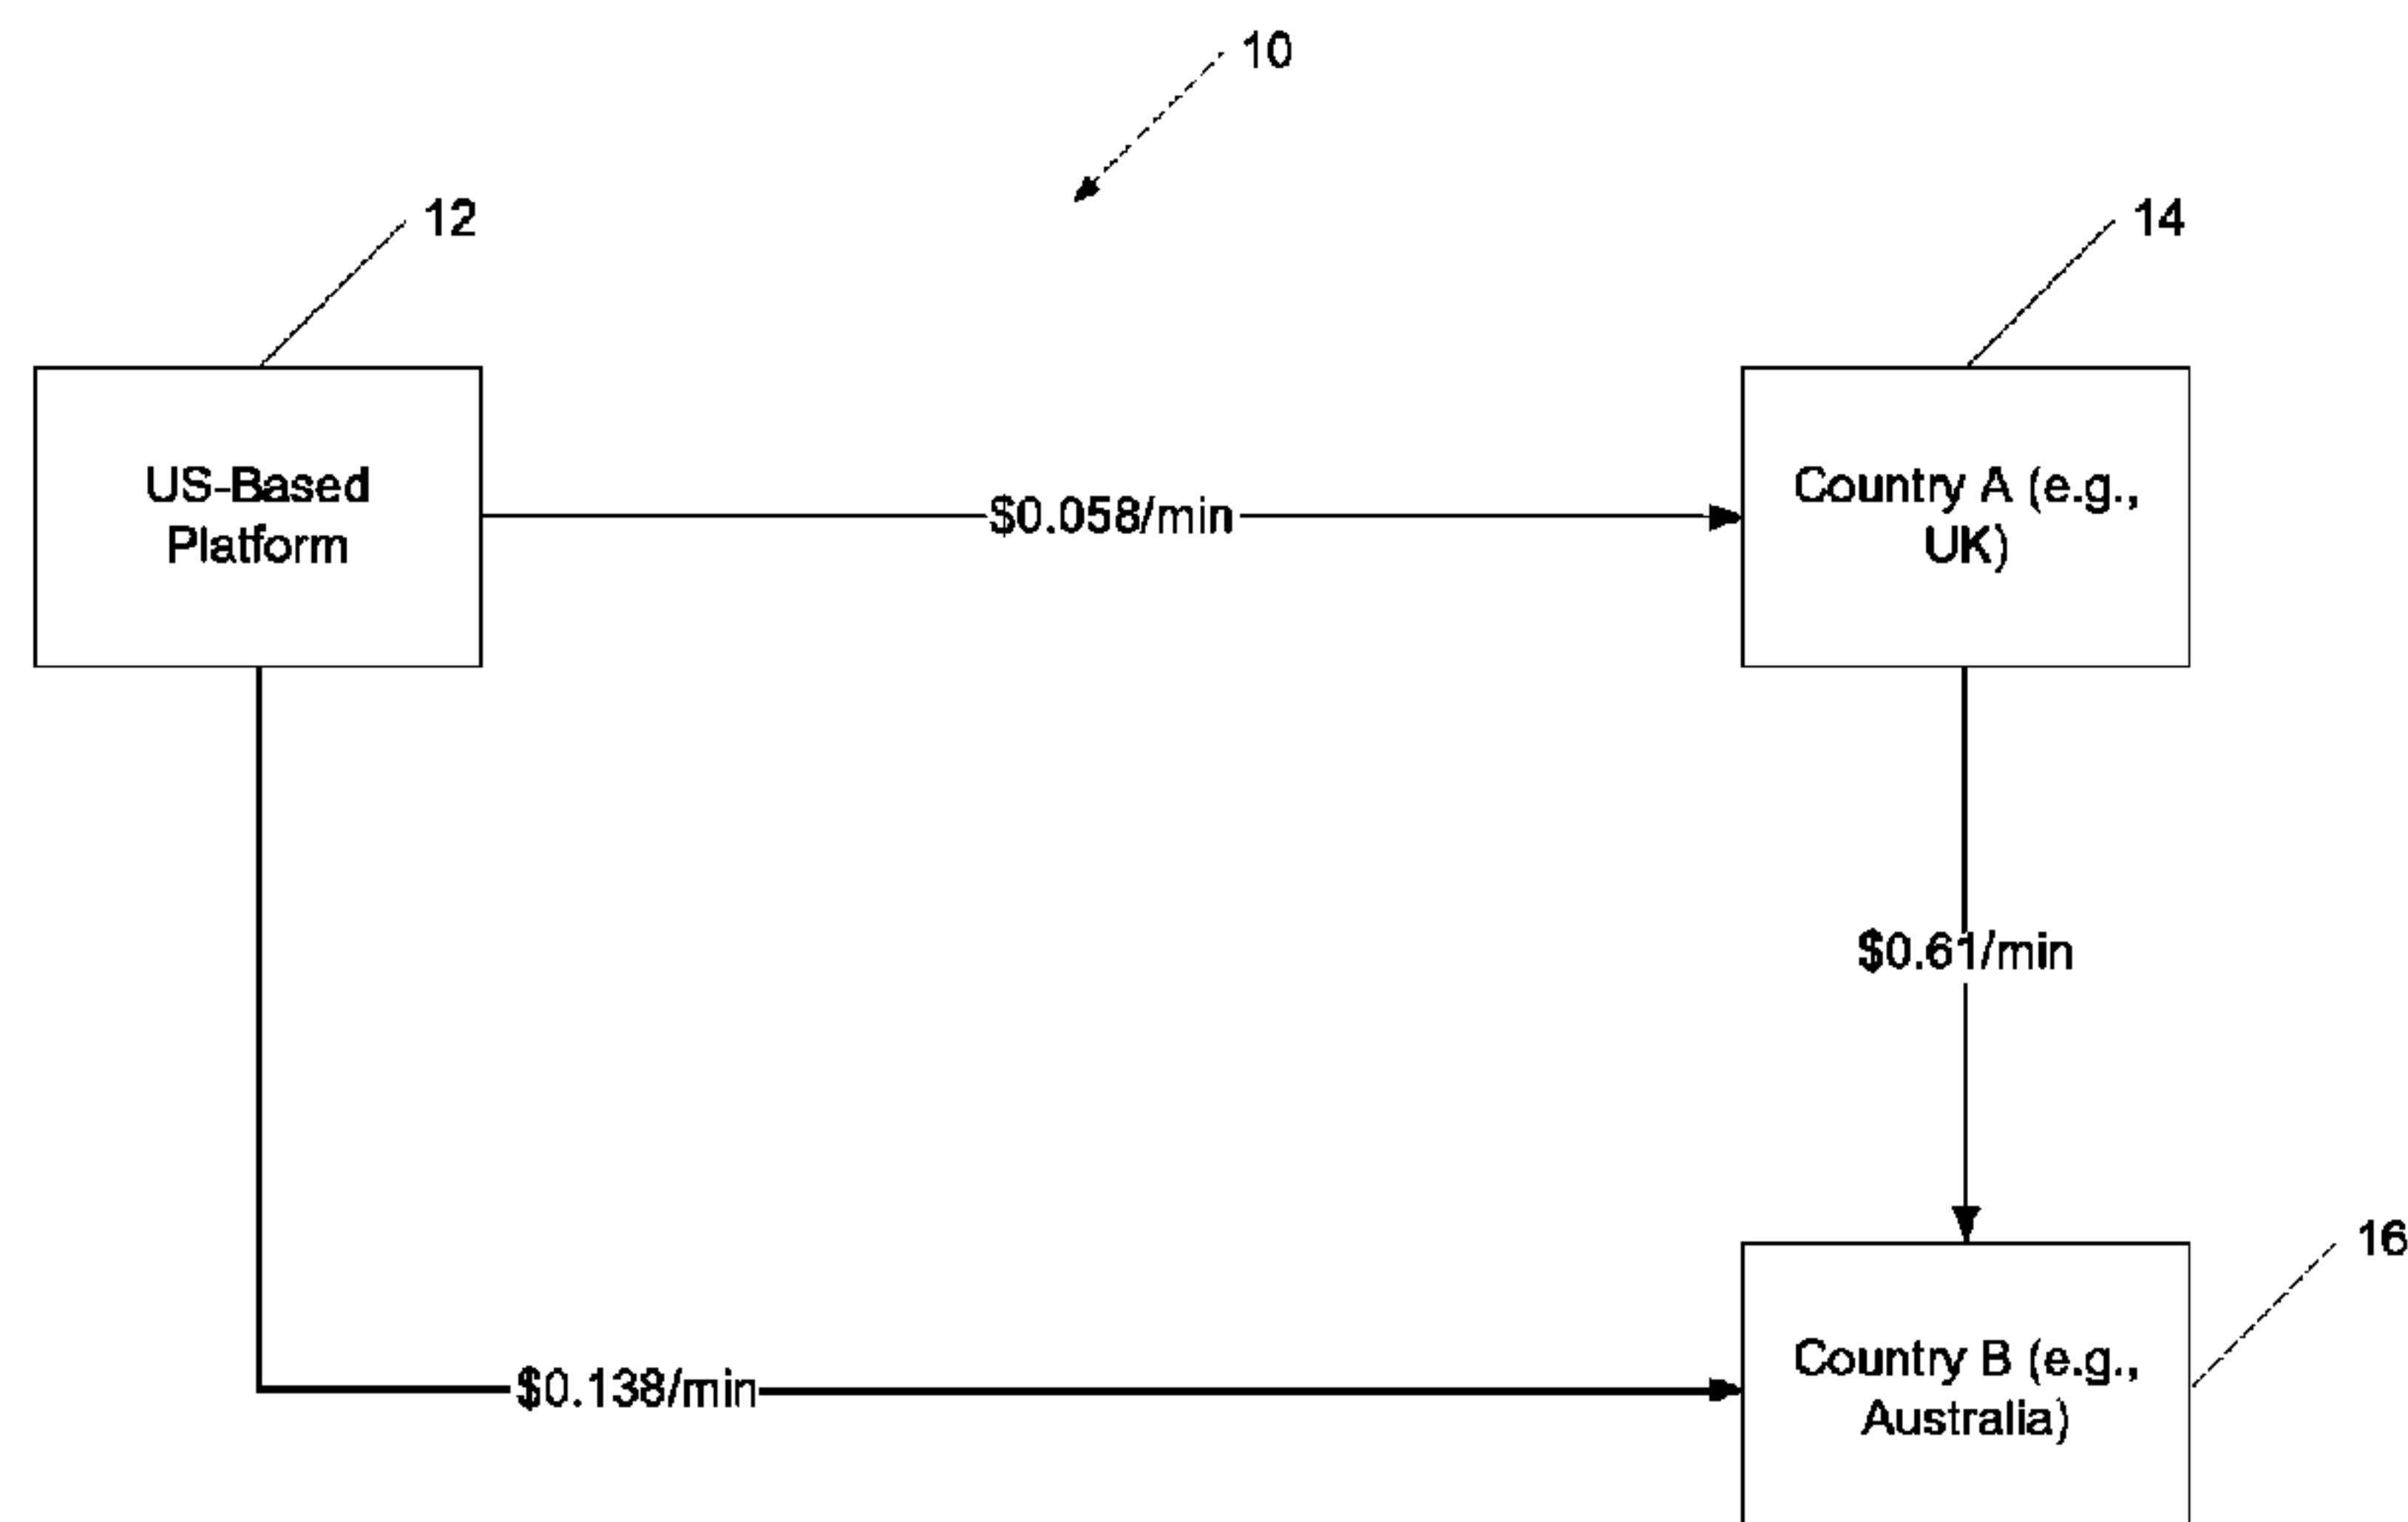 10
12
14
US-Based
Platform
$0.058/min
Country A (e.g.,
UK)
$0.61/min
16
$0.138/min
Country B (e.g.,
Australia)